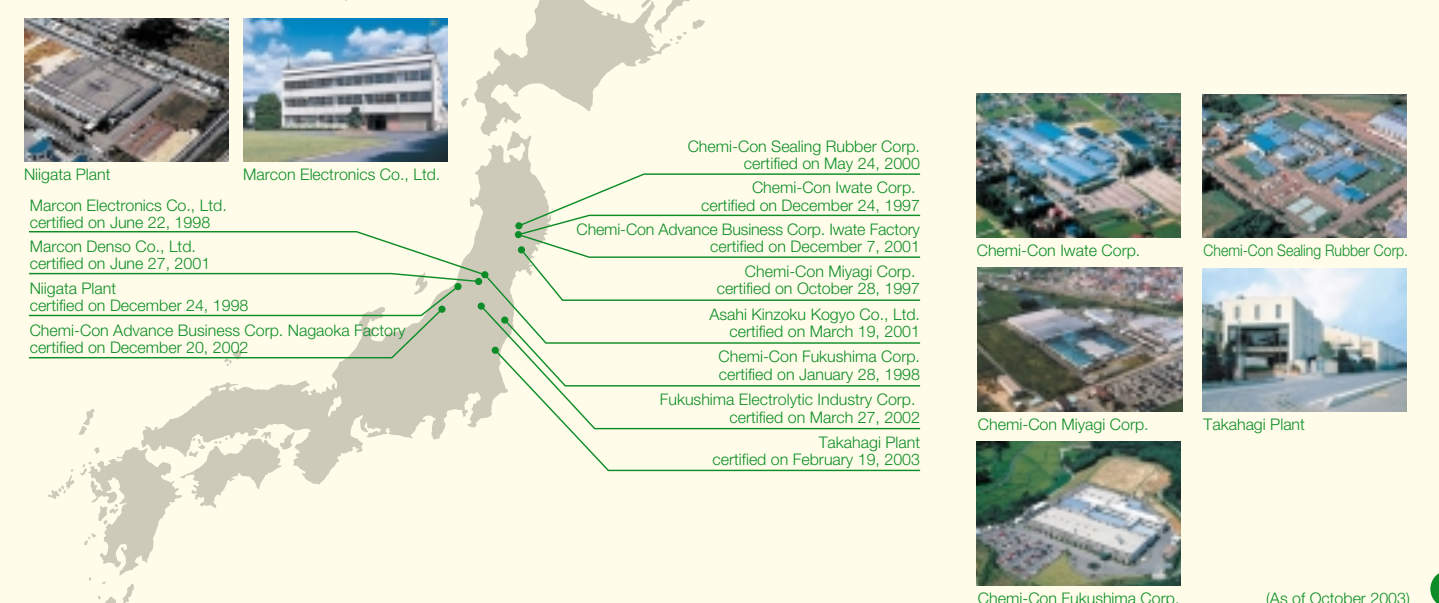 Niigata Plant
Marcon Electronics Co., Ltd.
Marcon Electronics Co., Ltd.
certified on June 22, 1998
Marcon Denso Co., Ltd.
certified on June 27, 2001
Niigata Plant
certified on December 24, 1998
Chemi-Con Advance Business Corp. Nagaoka Factory
certified on December 20, 2002
Chemi-Con Sealing Rubber Corp.
certified on May 24, 2000
Chemi-Con Iwate Corp.
certified on December 24, 1997
Chemi-Con Advance Business Corp. Iwate Factory
certified on December 7, 2001
Chemi-Con Miyagi Corp.
certified on October 28, 1997
Asahi Kinzoku Kogyo Co., Ltd.
certified on March 19, 2001
Chemi-Con Fukushima Corp.
certified on January 28, 1998
Fukushima Electrolytic Industry Corp.
certified on March 27, 2002
Takahagi Plant
certified on February 19, 2003
Chemi-Con Iwate Corp.
Chemi-Con Sealing Rubber Corp.
Chemi-Con Miyagi Corp.
Takahagi Plant
Chemi-Con Fukushima Corp.
(As of October 2003)